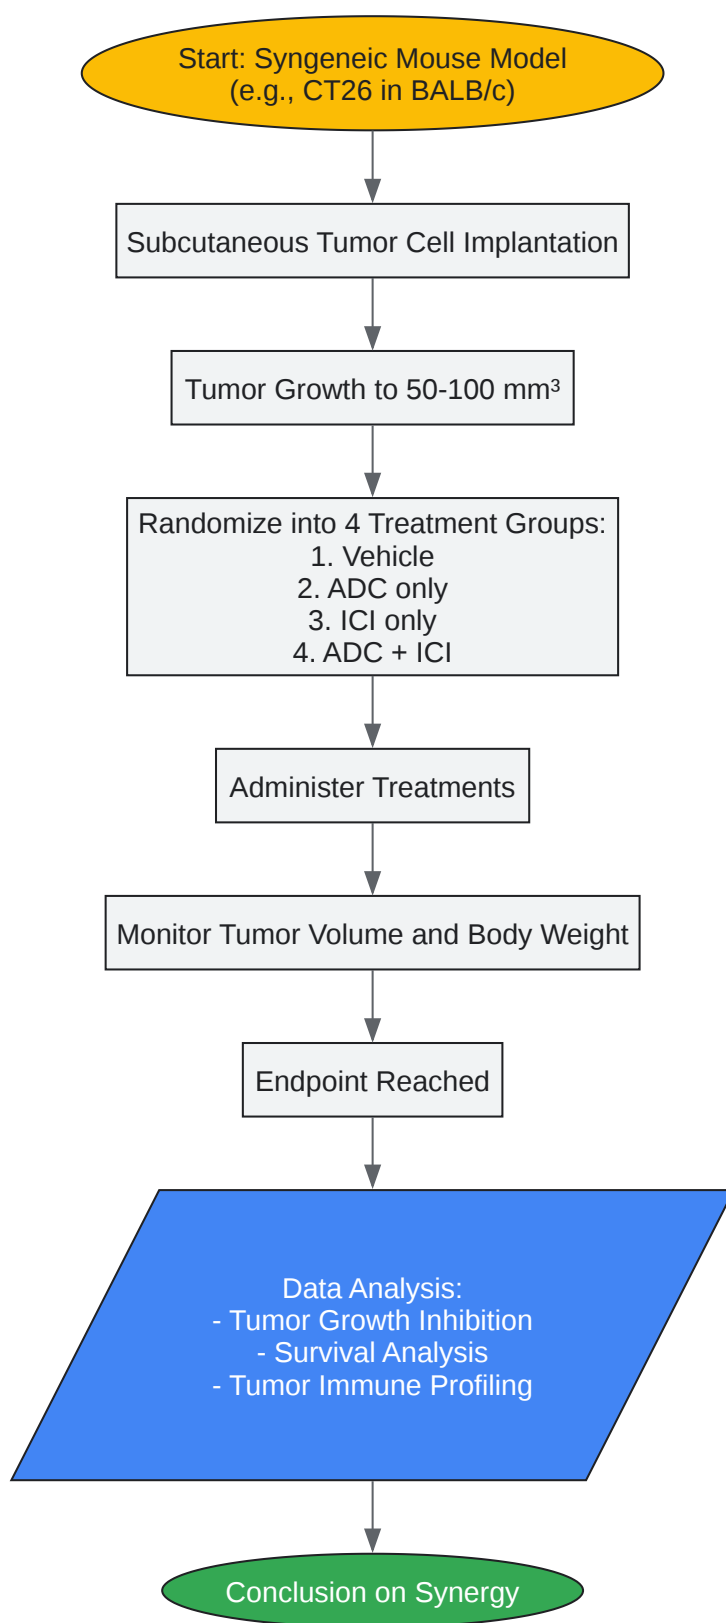 Start: Syngeneic Mouse Model
(e.g., CT26 in BALB/c)
Subcutaneous Tumor Cell Implantation
Tumor Growth to 50-100 mm³
Randomize into 4 Treatment Groups:
1. Vehicle
2. ADC only
3. ICI only
4. ADC + ICI
Administer Treatments
Monitor Tumor Volume and Body Weight
Endpoint Reached
Data Analysis:
- Tumor Growth Inhibition
- Survival Analysis
- Tumor Immune Profiling
Conclusion on Synergy